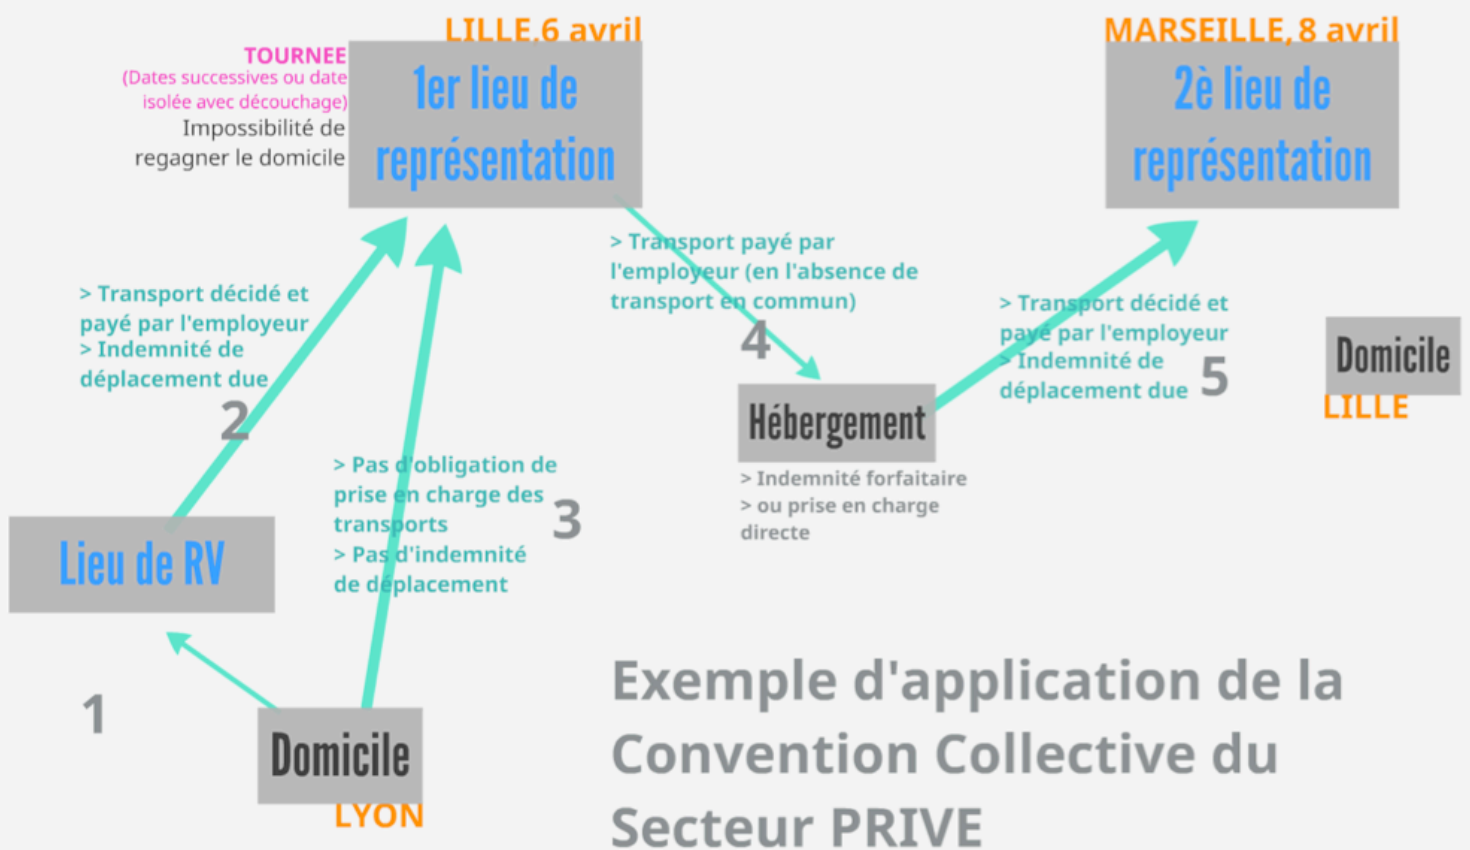 LILLE,6 avril
MARSEILLE, 8 avril
TOURNEE
(Dates successives ou date
isolée avec découchage)
Impossibilité de
regagner le domicile
1er lieu de
représentation
2è lieu de
représentation
> Transport payé par
l'employeur (en l'absence de
transport en commun)
4
> Transport décidé et
payé par l'employeur
> Indemnité de
déplacement due
2
> Transport décidé et
payé par l'employeur
> Indemnité de
déplacement due
5
Domicile
LILLE
Hébergement
> Indemnité forfaitaire
> ou prise en charge
directe
> Pas d'obligation de
prise en charge des
transports
> Pas d'indemnité
de déplacement
3
Lieu de RV
1
Domicile
LYON
Exemple d'application de la
Convention Collective du
Secteur PRIVE